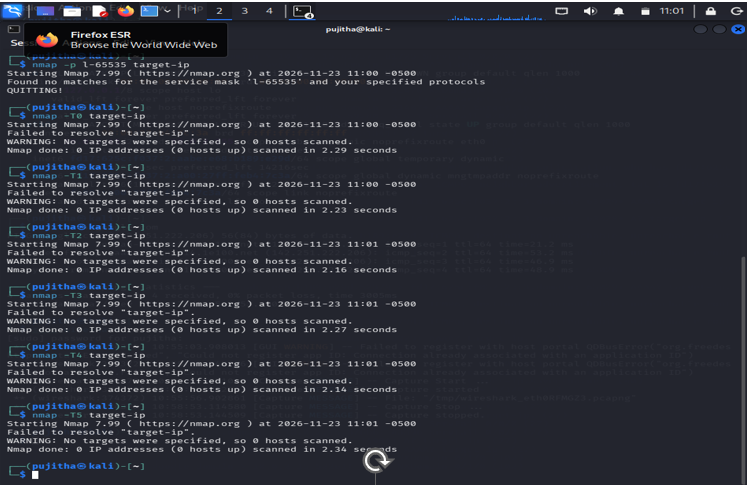 1 2 3 4 4 11:01
Firefox ESR
Browse the World Wide Web
pujitha@kali: ~
Help
nmap -p l-65535 target-ip
Starting Nmap 7.99 ( https://nmap.org ) at 2026-11-23 11:00 -0500
Found no matches for the service mask 'l-65535' and your specified protocols
QUITTING!
┌──(pujitha㉿kali)-[~]
└─$ nmap -T0 target-ip
Starting Nmap 7.99 ( https://nmap.org ) at 2026-11-23 11:00 -0500
Failed to resolve "target-ip".
WARNING: No targets were specified, so 0 hosts scanned.
Nmap done: 0 IP addresses (0 hosts up) scanned in 2.29 seconds
┌──(pujitha㉿kali)-[~]
└─$ nmap -T1 target-ip
Starting Nmap 7.99 ( https://nmap.org ) at 2026-11-23 11:00 -0500
Failed to resolve "target-ip".
WARNING: No targets were specified, so 0 hosts scanned.
Nmap done: 0 IP addresses (0 hosts up) scanned in 2.23 seconds
┌──(pujitha㉿kali)-[~]
└─$ nmap -T2 target-ip
Starting Nmap 7.99 ( https://nmap.org ) at 2026-11-23 11:01 -0500
Failed to resolve "target-ip".
WARNING: No targets were specified, so 0 hosts scanned.
Nmap done: 0 IP addresses (0 hosts up) scanned in 2.16 seconds
┌──(pujitha㉿kali)-[~]
└─$ nmap -T3 target-ip
Starting Nmap 7.99 ( https://nmap.org ) at 2026-11-23 11:01 -0500
Failed to resolve "target-ip".
WARNING: No targets were specified, so 0 hosts scanned.
Nmap done: 0 IP addresses (0 hosts up) scanned in 2.27 seconds
┌──(pujitha㉿kali)-[~]
└─$ nmap -T4 target-ip
Starting Nmap 7.99 ( https://nmap.org ) at 2026-11-23 11:01 -0500
Failed to resolve "target-ip".
WARNING: No targets were specified, so 0 hosts scanned.
Nmap done: 0 IP addresses (0 hosts up) scanned in 2.14 seconds
┌──(pujitha㉿kali)-[~]
└─$ nmap -T5 target-ip
Starting Nmap 7.99 ( https://nmap.org ) at 2026-11-23 11:01 -0500
Failed to resolve "target-ip".
WARNING: No targets were specified, so 0 hosts scanned.
Nmap done: 0 IP addresses (0 hosts up) scanned in 2.34 seconds
┌──(pujitha㉿kali)-[~]
└─$